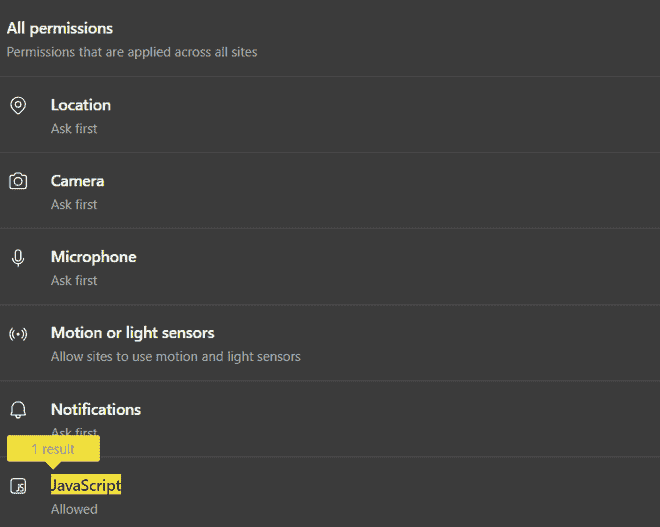 All permissions
Permissions that are applied across all sites
Location
Ask first
Camera
Ask first
Microphone
Ask first
Motion or light sensors
Allow sites to use motion and light sensors
Notifications
Ask first
1 result
JS
JavaScript
Allowed